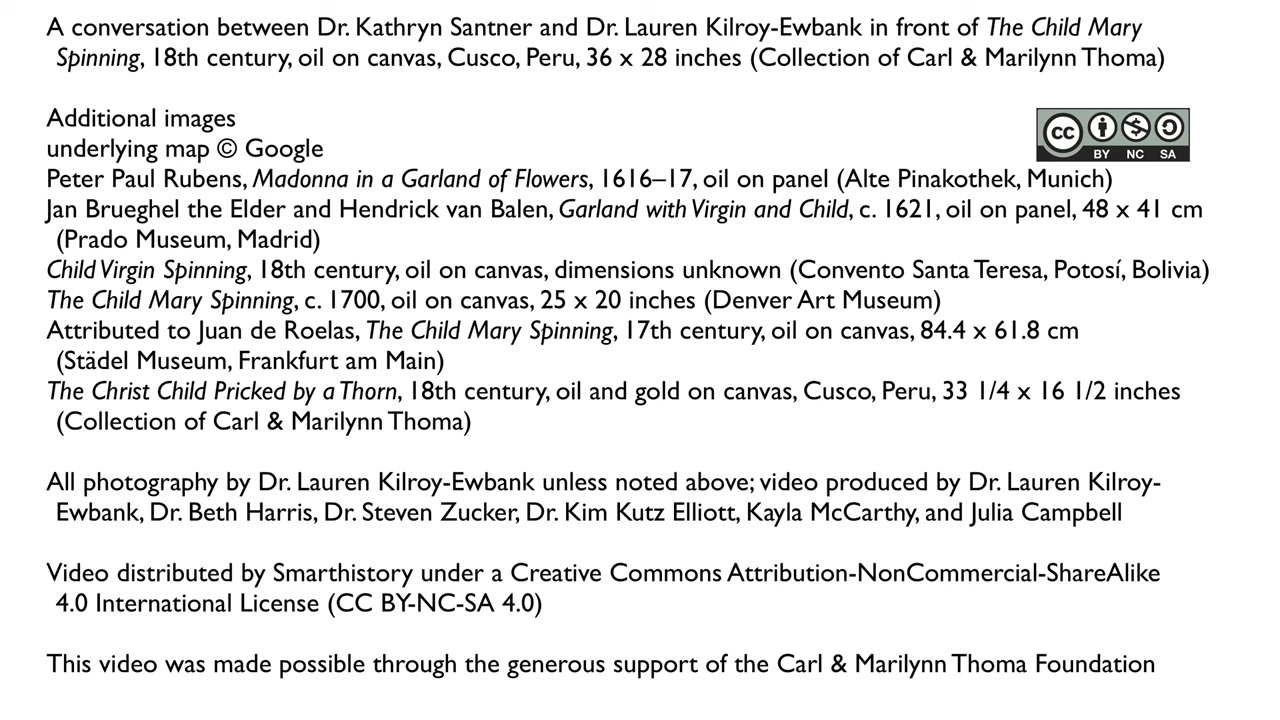 A conversation between Dr. Kathryn Santner and Dr. Lauren Kilroy-Ewbank in front of The Child Mary
Spinning, 18th century, oil on canvas, Cusco, Peru, 36 x 28 inches (Collection of Carl & Marilynn Thoma)
Additional images
underlying map © Google
cc BY NC SA
Peter Paul Rubens, Madonna in a Garland of Flowers, 1616–17, oil on panel (Alte Pinakothek, Munich)
Jan Brueghel the Elder and Hendrick van Balen, Garland with Virgin and Child, c. 1621, oil on panel, 48 x 41 cm
(Prado Museum, Madrid)
Child Virgin Spinning, 18th century, oil on canvas, dimensions unknown (Convento Santa Teresa, Potosí, Bolivia)
The Child Mary Spinning, c. 1700, oil on canvas, 25 x 20 inches (Denver Art Museum)
Attributed to Juan de Roelas, The Child Mary Spinning, 17th century, oil on canvas, 84.4 x 61.8 cm
(Städel Museum, Frankfurt am Main)
The Christ Child Pricked by a Thorn, 18th century, oil and gold on canvas, Cusco, Peru, 33 1/4 x 16 1/2 inches
(Collection of Carl & Marilynn Thoma)
All photography by Dr. Lauren Kilroy-Ewbank unless noted above; video produced by Dr. Lauren Kilroy-
Ewbank, Dr. Beth Harris, Dr. Steven Zucker, Dr. Kim Kutz Elliott, Kayla McCarthy, and Julia Campbell
Video distributed by Smarthistory under a Creative Commons Attribution-NonCommercial-ShareAlike
4.0 International License (CC BY-NC-SA 4.0)
This video was made possible through the generous support of the Carl & Marilynn Thoma Foundation